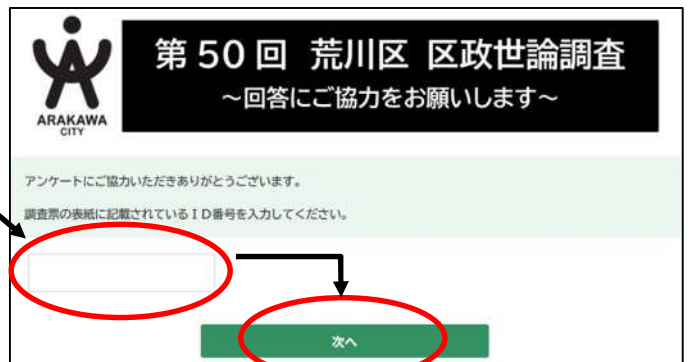 第50回 荒川区 区政世論調査
～回答にご協力をお願いします～
ARAKAWA
CITY
アンケートにご協力いただきありがとうございます。
調査票の表紙に記載されているＩＤ番号を入力してください。
次へ